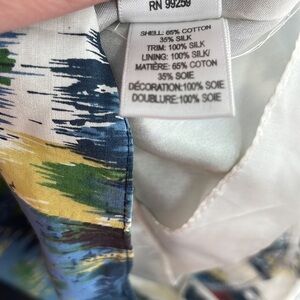 RN 99259
SHELL: 65% COTTON
35% SILK
TRIM: 100% SILK
LINING: 100% SILK/
MATIÈRE: 65% COTON
35% SOIE
DÉCORATION:100% SOIE
DOUBLURE:100% SOIE